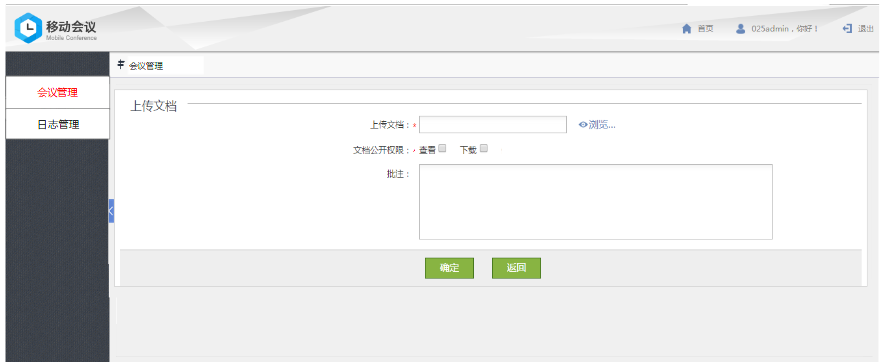 移动会议
Mobile Conference
首页
025admin，你好！
退出
会议管理
会议管理
日志管理
上传文档
上传文档：*
浏览...
文档公开权限：* 查看 下载
批注：
确定
返回